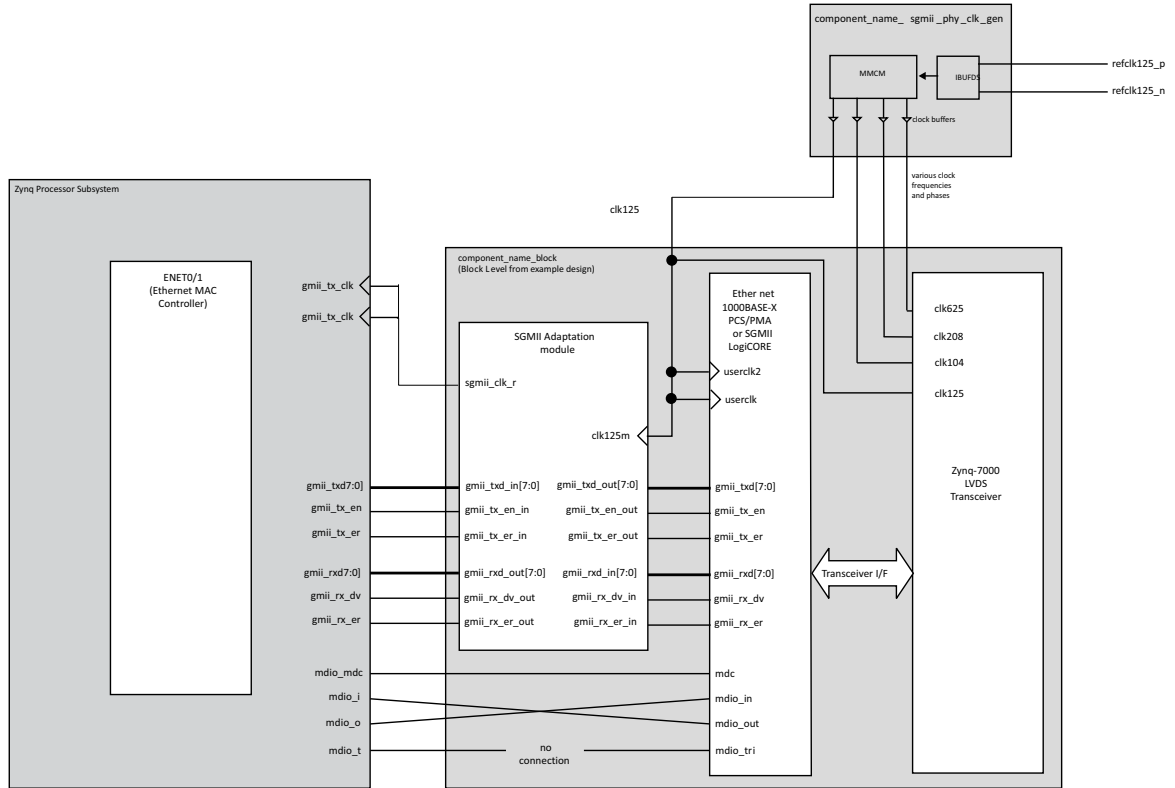 component_name_ sgmii _phy_clk_gen
MMCM
IBUFDS
refclk125_p
refclk125_n
clock buffers
various clock
frequencies
and phases
clk125
Zynq Processor Subsystem
ENET0/1
(Ethernet MAC
Controller)
gmii_tx_clk
gmii_tx_clk
gmii_txd7:0]
gmii_tx_en
gmii_tx_er
gmii_rxd7:0]
gmii_rx_dv
gmii_rx_er
mdio_mdc
mdio_i
mdio_o
mdio_t
component_name_block
(Block Level from example design)
SGMII Adaptation
module
sgmii_clk_r
clk125m
gmii_txd_in[7:0]
gmii_txd_out[7:0]
gmii_tx_en_in
gmii_tx_en_out
gmii_tx_er_in
gmii_tx_er_out
gmii_rxd_out[7:0]
gmii_rxd_in[7:0]
gmii_rx_dv_out
gmii_rx_dv_in
gmii_rx_er_out
gmii_rx_er_in
no
connection
Ether net
1000BASE-X
PCS/PMA
or SGMII
LogiCORE
userclk2
userclk
gmii_txd[7:0]
gmii_tx_en
gmii_tx_er
gmii_rxd[7:0]
gmii_rx_dv
gmii_rx_er
mdc
mdio_in
mdio_out
mdio_tri
Transceiver I/F
clk625
clk208
clk104
clk125
Zynq-7000
LVDS
Transceiver